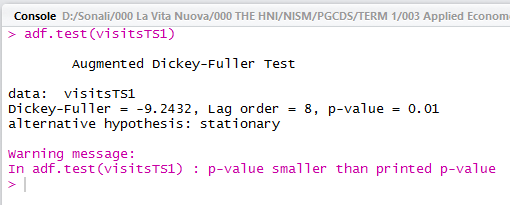 Console D:/Sonali/000 La Vita Nuova/000 THE HNI/NISM/PGCDS/TERM 1/003 Applied Econom
> adf.test(visitsTS1)
Augmented Dickey-Fuller Test
data:  visitsTS1
Dickey-Fuller = -9.2432, Lag order = 8, p-value = 0.01
alternative hypothesis: stationary
Warning message:
In adf.test(visitsTS1) : p-value smaller than printed p-value
>